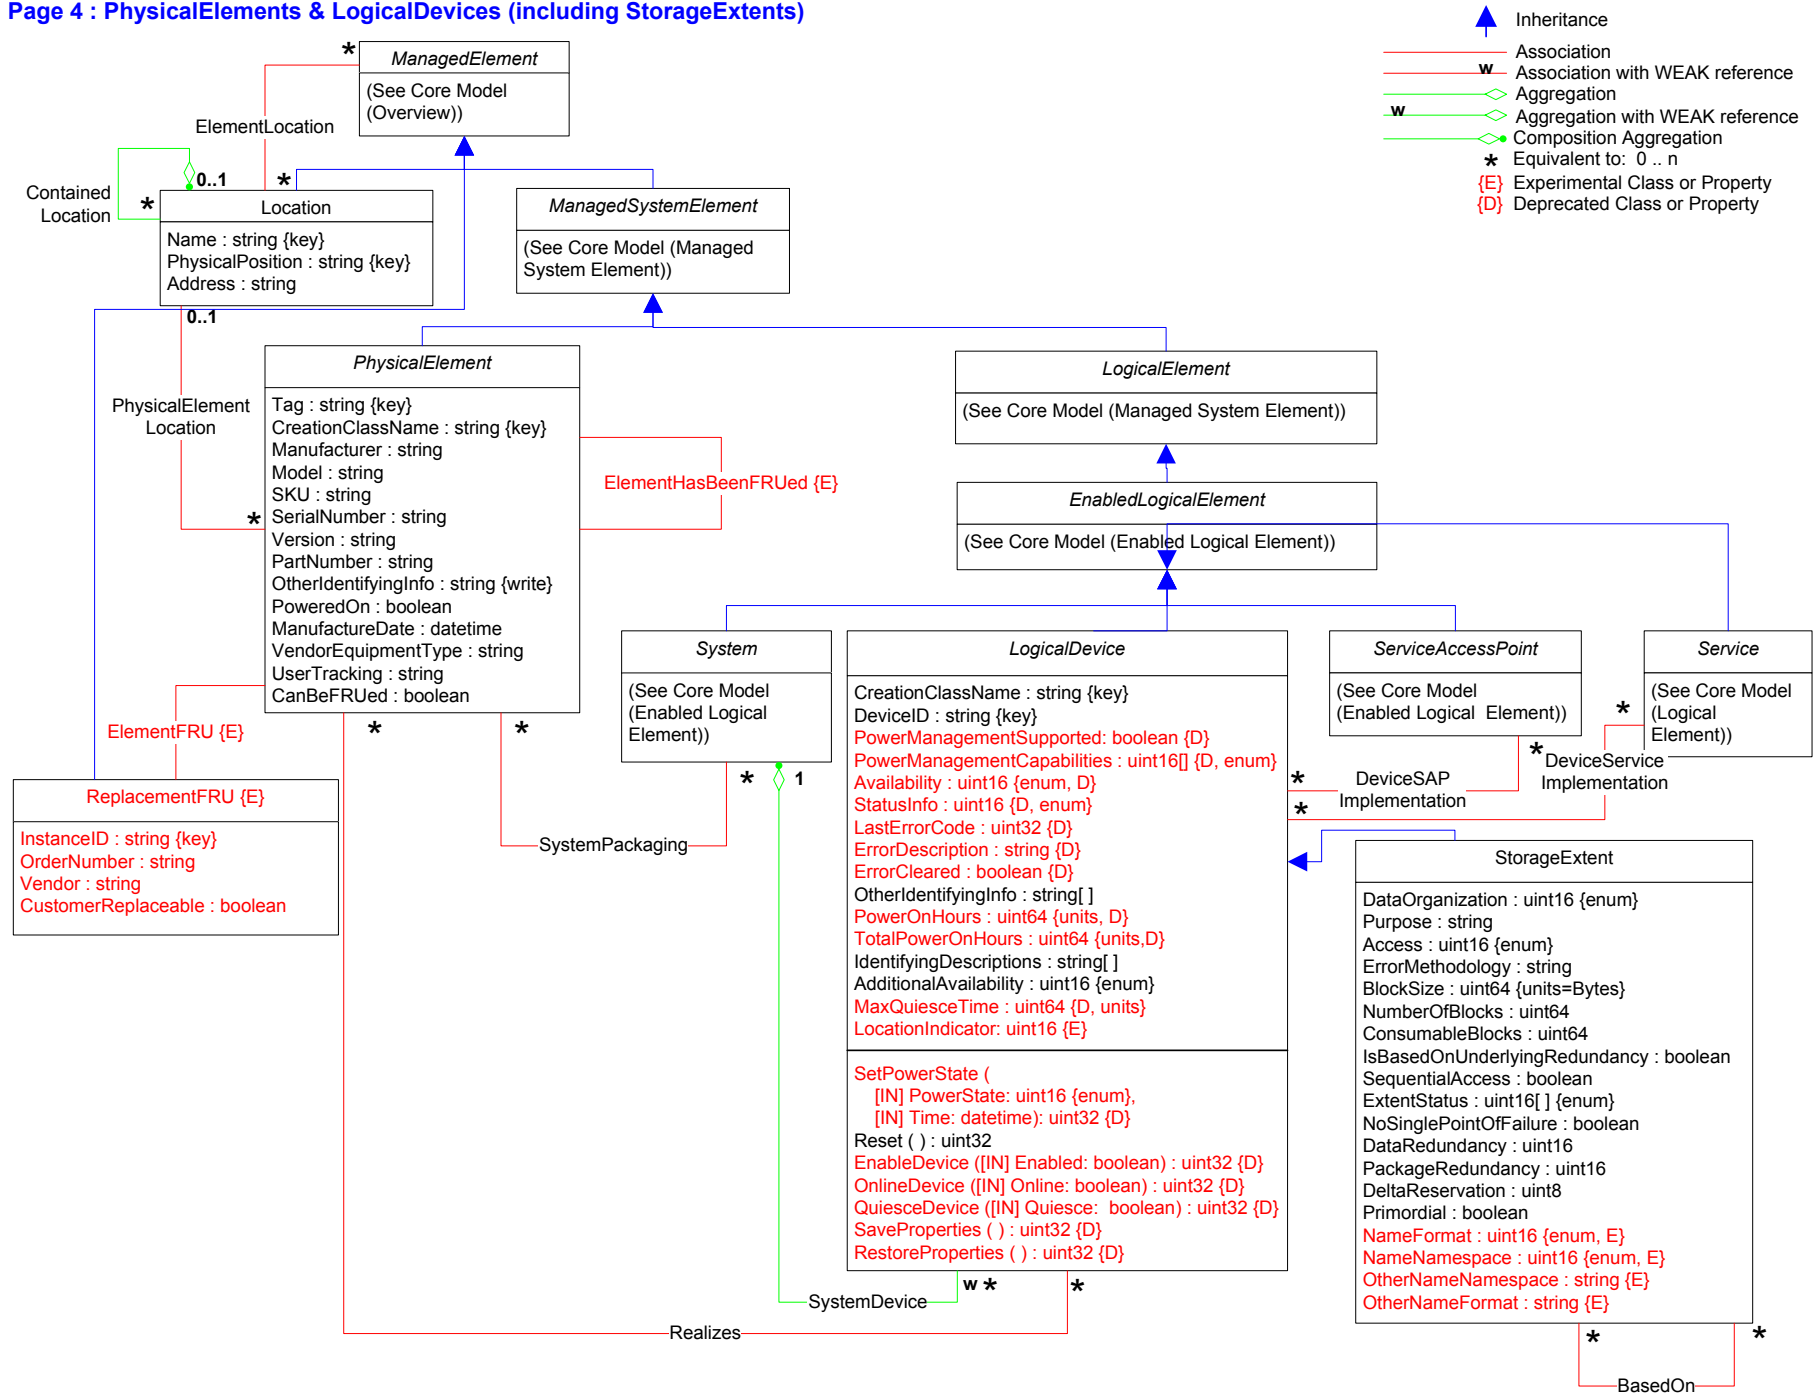 Page 4 : PhysicalElements & LogicalDevices (including StorageExtents)
Inheritance
Association
w
Association with WEAK reference
Aggregation
w
Aggregation with WEAK reference
Composition Aggregation
* Equivalent to: 0 .. n
{E} Experimental Class or Property
{D} Deprecated Class or Property
*
ManagedElement
(See Core Model
(Overview))
ElementLocation
Contained
Location
0..1
*
*
Location
Name : string {key}
PhysicalPosition : string {key}
Address : string
0..1
ManagedSystemElement
(See Core Model (Managed
System Element))
PhysicalElement
Location
*
PhysicalElement
Tag : string {key}
CreationClassName : string {key}
Manufacturer : string
Model : string
SKU : string
SerialNumber : string
Version : string
PartNumber : string
OtherIdentifyingInfo : string {write}
PoweredOn : boolean
ManufactureDate : datetime
VendorEquipmentType : string
UserTracking : string
CanBeFRUed : boolean
*
*
ElementHasBeenFRUed {E}
LogicalElement
(See Core Model (Managed System Element))
EnabledLogicalElement
(See Core Model (Enabled Logical Element))
ElementFRU {E}
ReplacementFRU {E}
InstanceID : string {key}
OrderNumber : string
Vendor : string
CustomerReplaceable : boolean
System
(See Core Model
(Enabled Logical
Element))
*
1
SystemPackaging
LogicalDevice
CreationClassName : string {key}
DeviceID : string {key}
PowerManagementSupported: boolean {D}
PowerManagementCapabilities : uint16[] {D, enum}
Availability : uint16 {enum, D}
StatusInfo : uint16 {D, enum}
LastErrorCode : uint32 {D}
ErrorDescription : string {D}
ErrorCleared : boolean {D}
OtherIdentifyingInfo : string[ ]
PowerOnHours : uint64 {units, D}
TotalPowerOnHours : uint64 {units,D}
IdentifyingDescriptions : string[ ]
AdditionalAvailability : uint16 {enum}
MaxQuiesceTime : uint64 {D, units}
LocationIndicator: uint16 {E}
SetPowerState (
[IN] PowerState: uint16 {enum},
[IN] Time: datetime): uint32 {D}
Reset ( ) : uint32
EnableDevice ([IN] Enabled: boolean) : uint32 {D}
OnlineDevice ([IN] Online: boolean) : uint32 {D}
QuiesceDevice ([IN] Quiesce: boolean) : uint32 {D}
SaveProperties ( ) : uint32 {D}
RestoreProperties ( ) : uint32 {D}
w *
*
SystemDevice
Realizes
ServiceAccessPoint
(See Core Model
(Enabled Logical Element))
*
Service
(See Core Model
(Logical
Element))
*
*
DeviceSAP
Implementation
*
DeviceService
Implementation
StorageExtent
DataOrganization : uint16 {enum}
Purpose : string
Access : uint16 {enum}
ErrorMethodology : string
BlockSize : uint64 {units=Bytes}
NumberOfBlocks : uint64
ConsumableBlocks : uint64
IsBasedOnUnderlyingRedundancy : boolean
SequentialAccess : boolean
ExtentStatus : uint16[ ] {enum}
NoSinglePointOfFailure : boolean
DataRedundancy : uint16
PackageRedundancy : uint16
DeltaReservation : uint8
Primordial : boolean
NameFormat : uint16 {enum, E}
NameNamespace : uint16 {enum, E}
OtherNameNamespace : string {E}
OtherNameFormat : string {E}
*
*
BasedOn